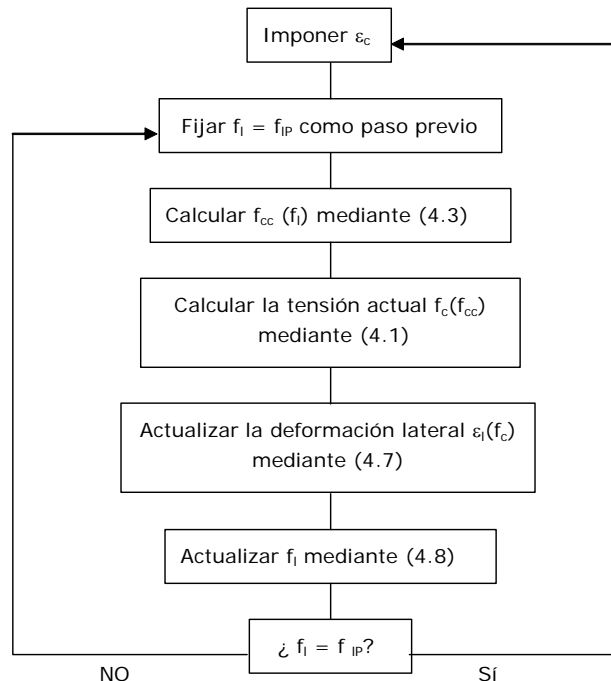 Imponer εc
Fijar fl = fIP como paso previo
Calcular fcc (fl) mediante (4.3)
Calcular la tensión actual fc(fcc)
mediante (4.1)
Actualizar la deformación lateral εl(fc)
mediante (4.7)
Actualizar fl mediante (4.8)
¿ fl = f IP?
NO
Sí